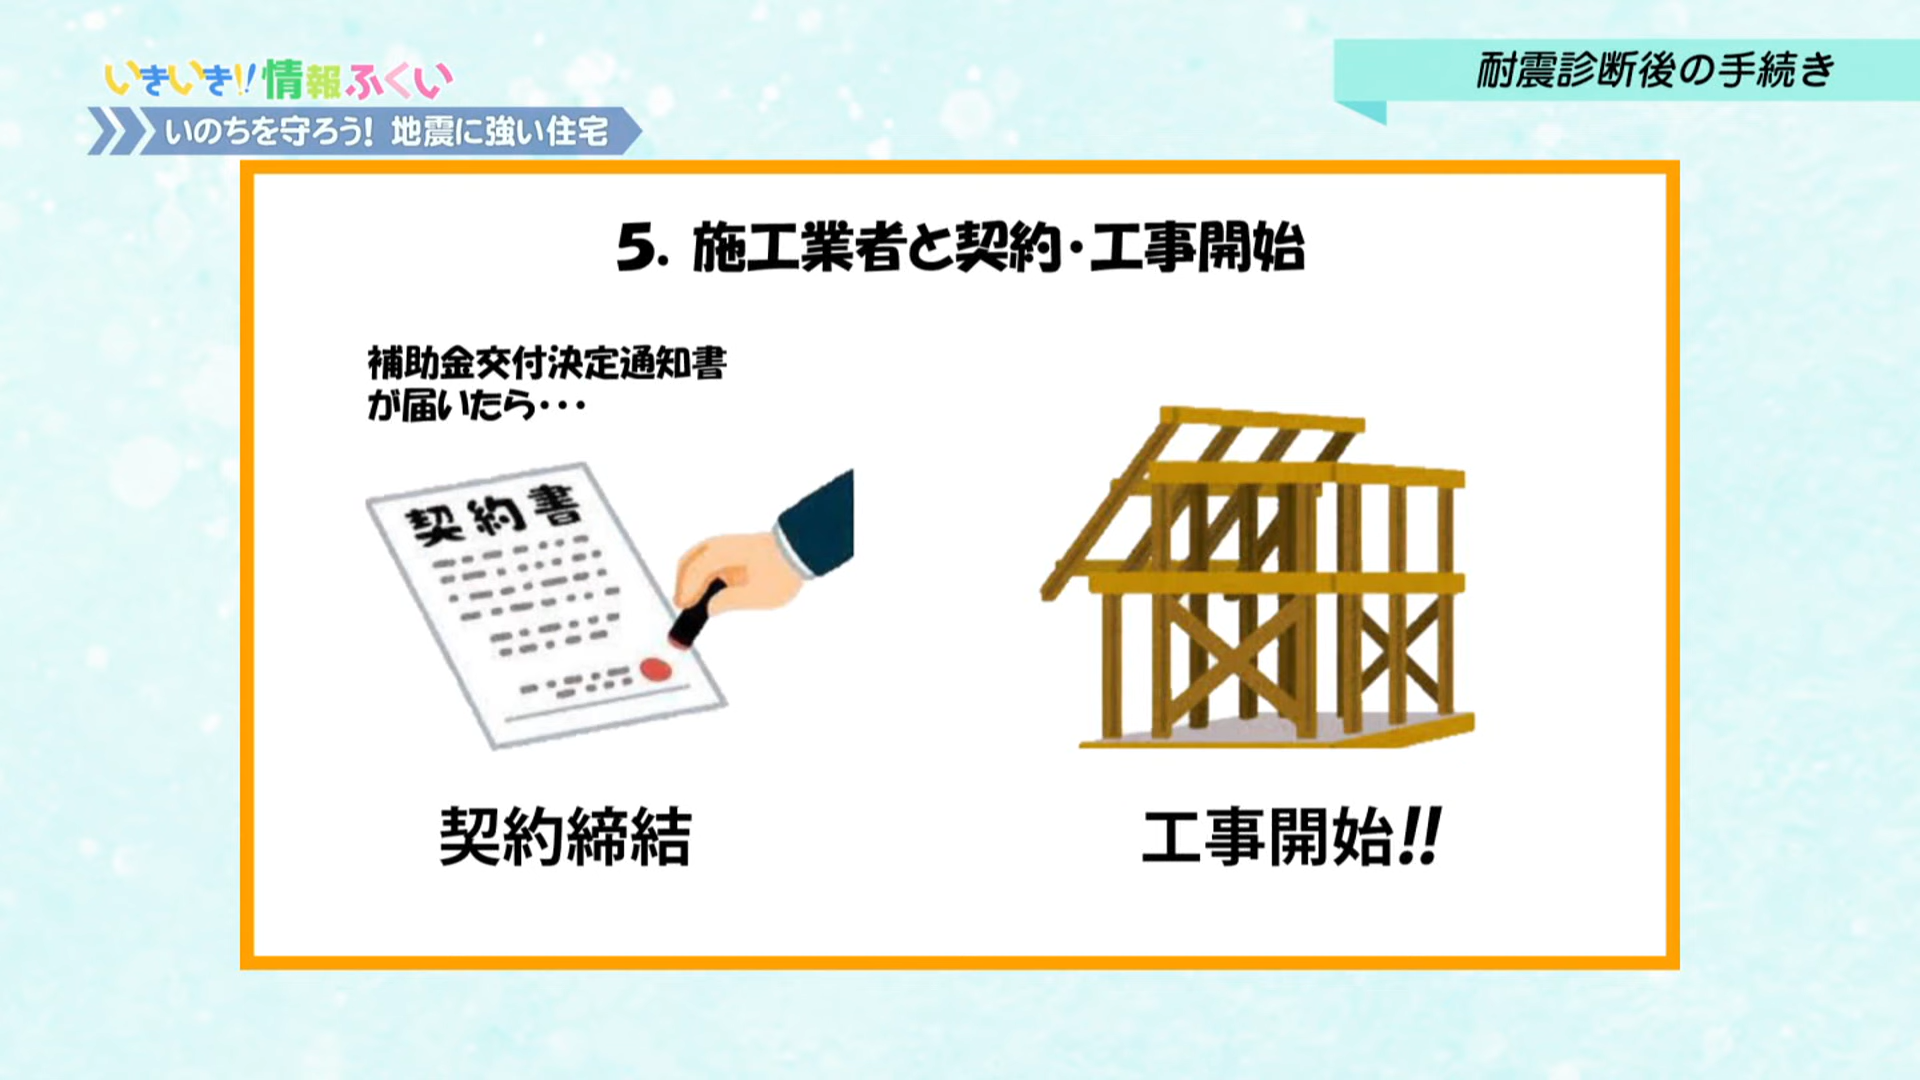 いきいき!!情報ふくい
いのちを守ろう! 地震に強い住宅
耐震診断後の手続き
5. 施工業者と契約・工事開始
補助金交付決定通知書
が届いたら・・・
契約書
契約締結
工事開始!!